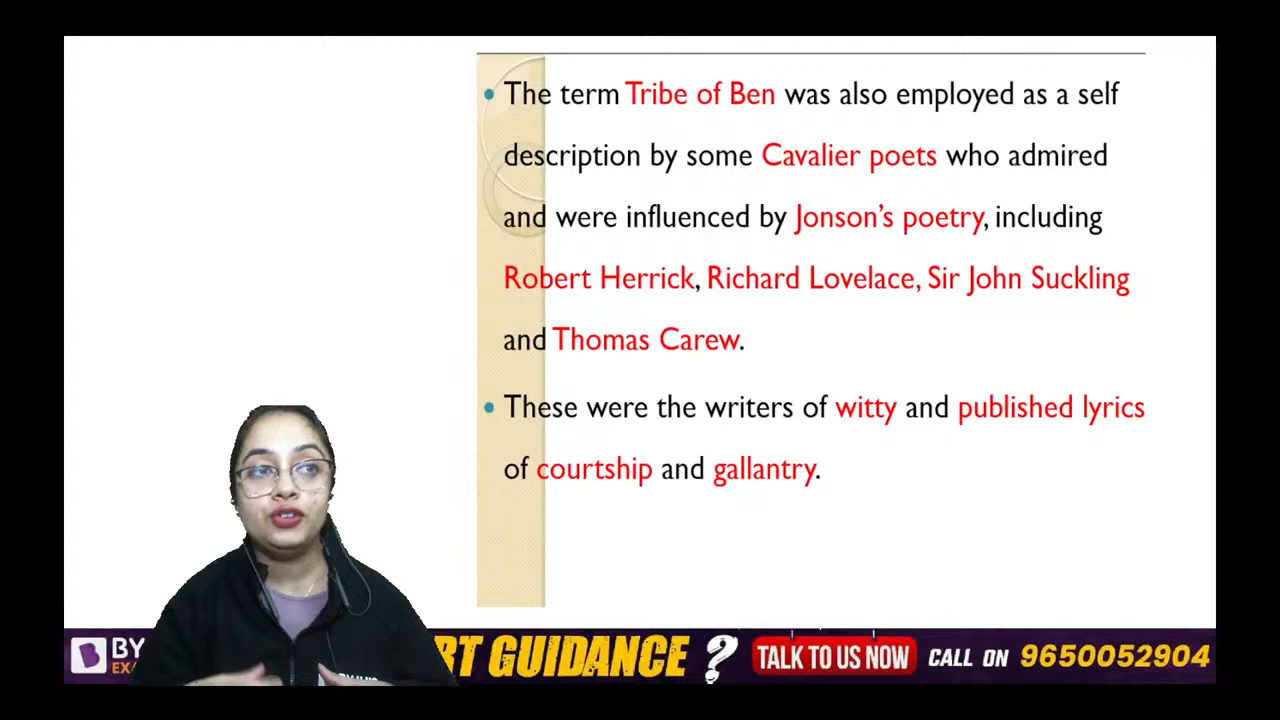 The term Tribe of Ben was also employed as a self
description by some Cavalier poets who admired
and were influenced by Jonson's poetry, including
Robert Herrick, Richard Lovelace, Sir John Suckling
and Thomas Carew.
These were the writers of witty and published lyrics
of courtship and gallantry.
GUIDANCE ? TALK TO US NOW CALL ON 9650052904